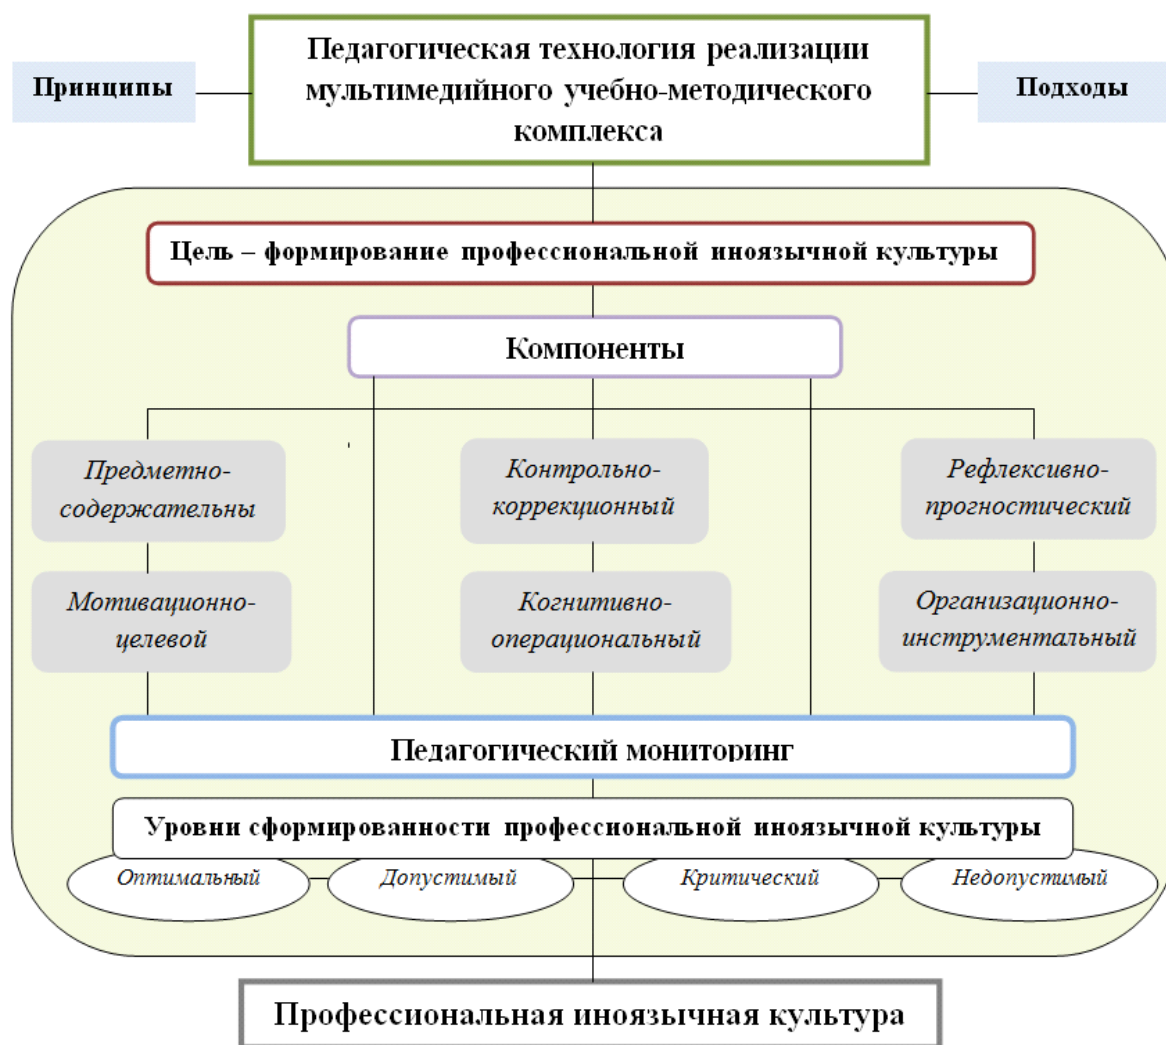 Педагогическая технология реализации
мультимедийного учебно-методического
комплекса
Принципы
Подходы
Цель – формирование профессиональной иноязычной культуры
Компоненты
Предметно-
содержательны
Контрольно-
коррекционный
Рефлексивно-
прогностический
Мотивационно-
целевой
Когнитивно-
операциональный
Организационно-
инструментальный
Педагогический мониторинг
Уровни сформированности профессиональной иноязычной культуры
Оптимальный
Допустимый
Критический
Недопустимый
Профессиональная иноязычная культура